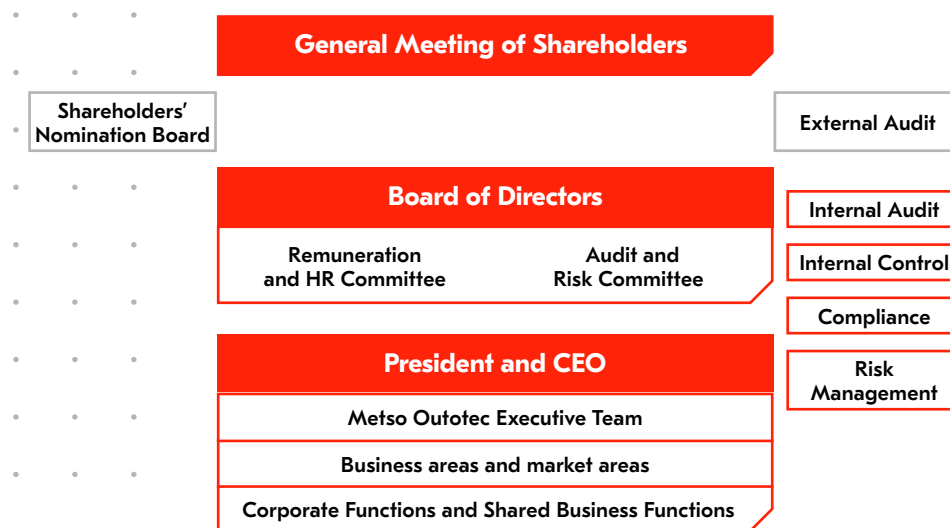 General Meeting of Shareholders
Shareholders’
Nomination Board
External Audit
Board of Directors
Remuneration
and HR Committee
Audit and
Risk Committee
Internal Audit
Internal Control
Compliance
Risk
Management
President and CEO
Metso Outotec Executive Team
Business areas and market areas
Corporate Functions and Shared Business Functions